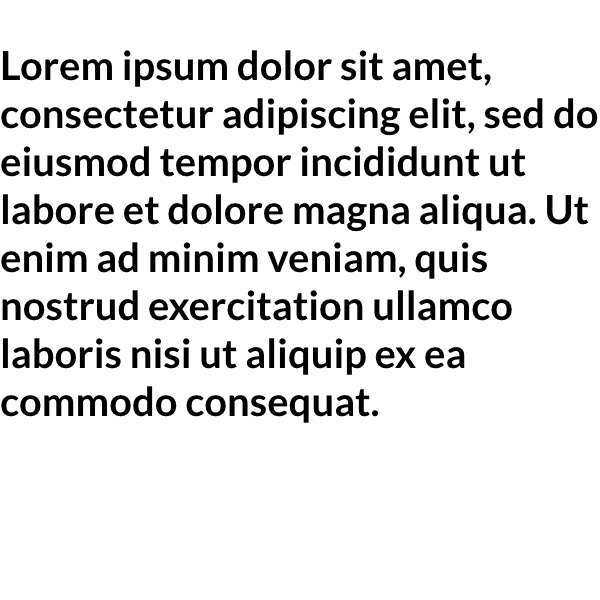 Lorem ipsum dolor sit amet,
consectetur adipiscing elit, sed do
eiusmod tempor incididunt ut
labore et dolore magna aliqua. Ut
enim ad minim veniam, quis
nostrud exercitation ullamco
laboris nisi ut aliquip ex ea
commodo consequat.